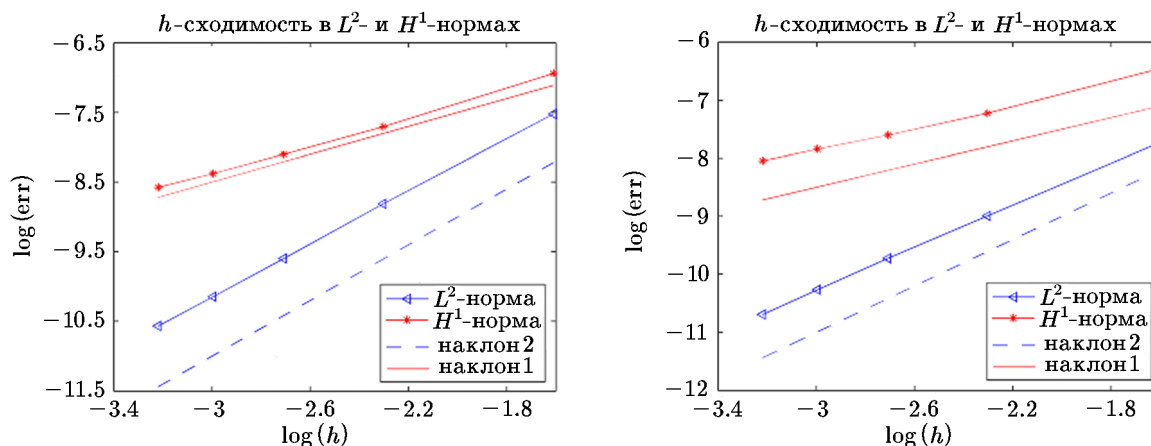 h-сходимость в L²- и H¹-нормах
−6.5
−7.5
−8.5
−9.5
−10.5
−11.5
log (err)
−3.4
−3
−2.6
−2.2
−1.8
log (h)
L²-норма
H¹-норма
наклон 2
наклон 1
h-сходимость в L²- и H¹-нормах
−6
−7
−8
−9
−10
−11
−12
log (err)
−3.4
−3
−2.6
−2.2
−1.8
log (h)
L²-норма
H¹-норма
наклон 2
наклон 1